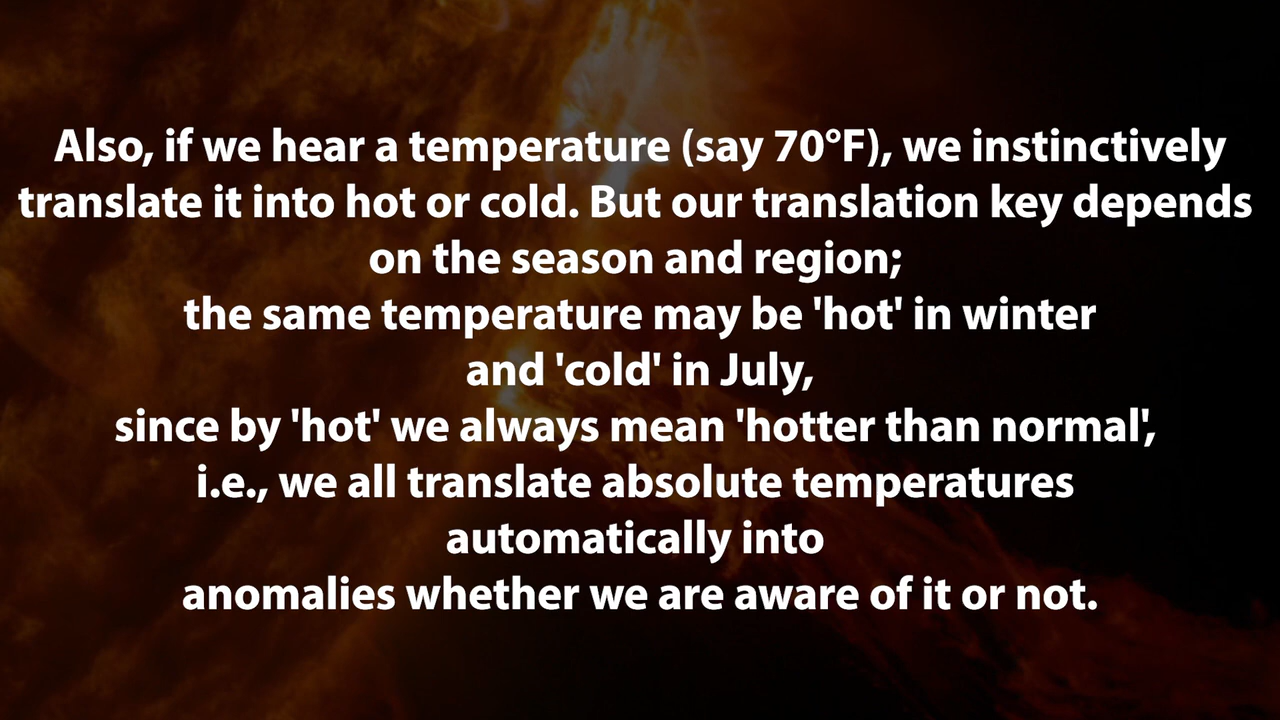 Also, if we hear a temperature (say 70°F), we instinctively
translate it into hot or cold. But our translation key depends
on the season and region;
the same temperature may be 'hot' in winter
and 'cold' in July,
since by 'hot' we always mean 'hotter than normal',
i.e., we all translate absolute temperatures
automatically into
anomalies whether we are aware of it or not.